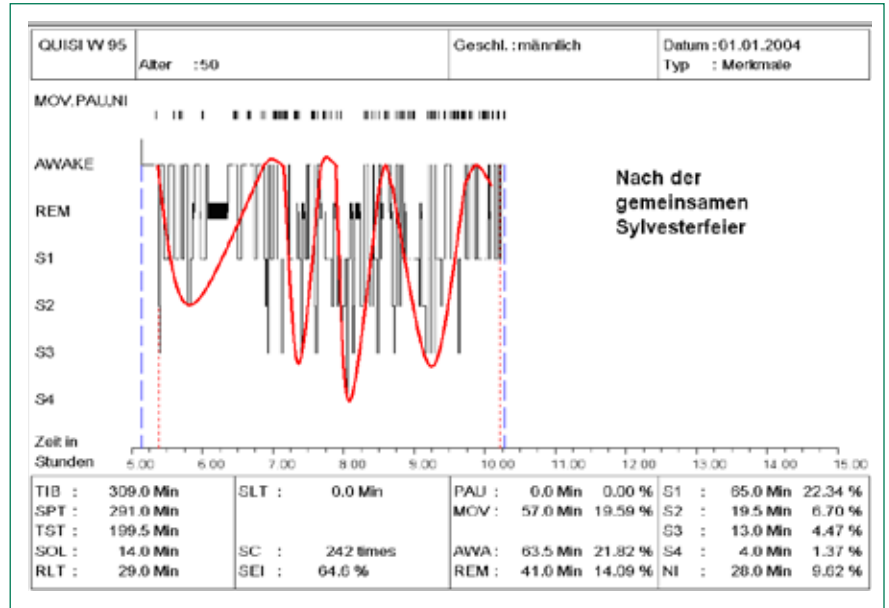 QUISI W 95 Geschl. : männlich Datum : 01.01.2004
Alter : 50 Typ : Merkmale
MOV,PAU,NI
AWAKE
REM
S1
S2
S3
S4
Nach der
gemeinsamen
Sylvesterfeier
Zeit in
Stunden 5.00 6.00 7.00 8.00 9.00 10.00 11.00 12.00 13.00 14.00 15.00
TIB : 309.0 Min SLT : 0.0 Min PAU : 0.0 Min 0.00 % S1 : 65.0 Min 22.34 %
SPT : 291.0 Min MOV : 57.0 Min 19.59 % S2 : 19.5 Min 6.70 %
TST : 199.5 Min S3 : 13.0 Min 4.47 %
SOL : 14.0 Min SC : 242 times AWA : 63.5 Min 21.82 % S4 : 4.0 Min 1.37 %
RLT : 29.0 Min SEI : 64.6 % REM : 41.0 Min 14.09 % NI : 28.0 Min 9.62 %